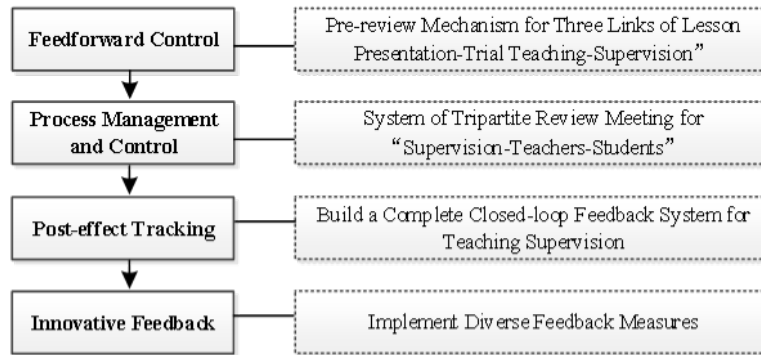 Feedforward Control
Pre-review Mechanism for Three Links of Lesson
Presentation-Trial Teaching-Supervision”
Process Management
and Control
System of Tripartite Review Meeting for
“Supervision-Teachers-Students”
Post-effect Tracking
Build a Complete Closed-loop Feedback System for
Teaching Supervision
Innovative Feedback
Implement Diverse Feedback Measures